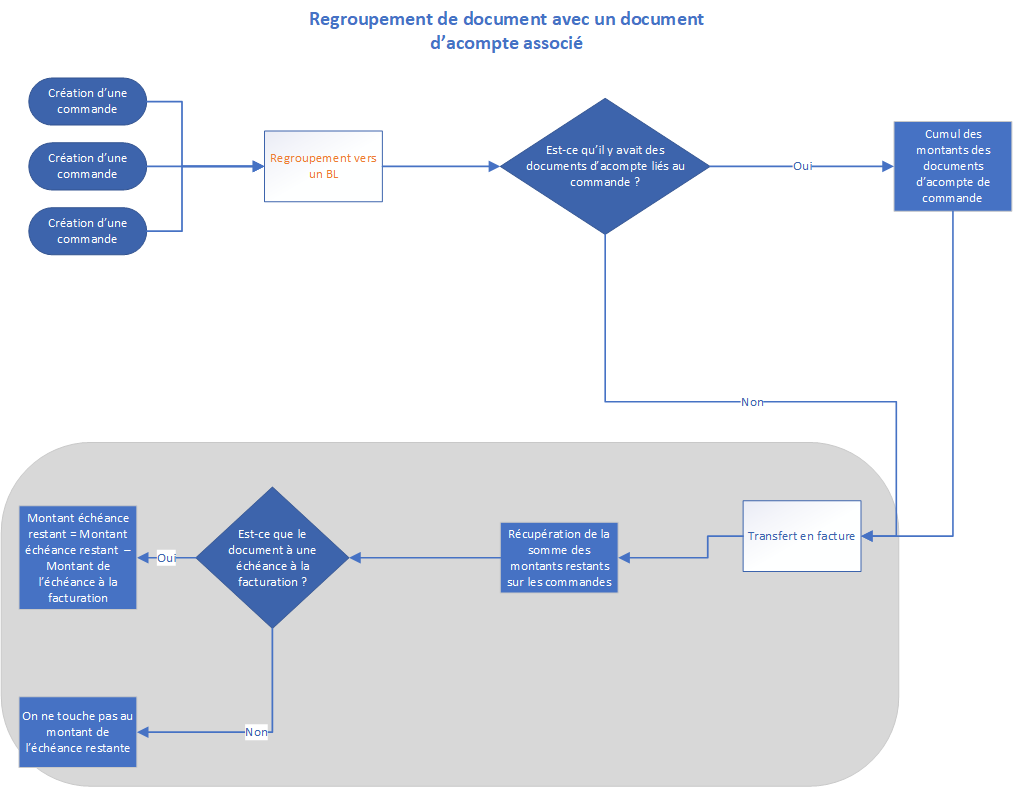 Regroupement de document avec un document
d’acompte associé
Création d’une
commande
Création d’une
commande
Création d’une
commande
Regroupement vers
un BL
Est-ce qu’il y avait des
documents d’acompte liés au
commande ?
Oui
Cumul des
montants des
documents
d’acompte de
commande
Non
Transfert en facture
Récupération de la
somme des
montants restants
sur les commandes
Est-ce que le
document à une
échéance à la
facturation ?
Oui
Montant échéance
restant = Montant
échéance restant –
Montant de
l’échéance à la
facturation
Non
On ne touche pas au
montant de
l’échéance restante